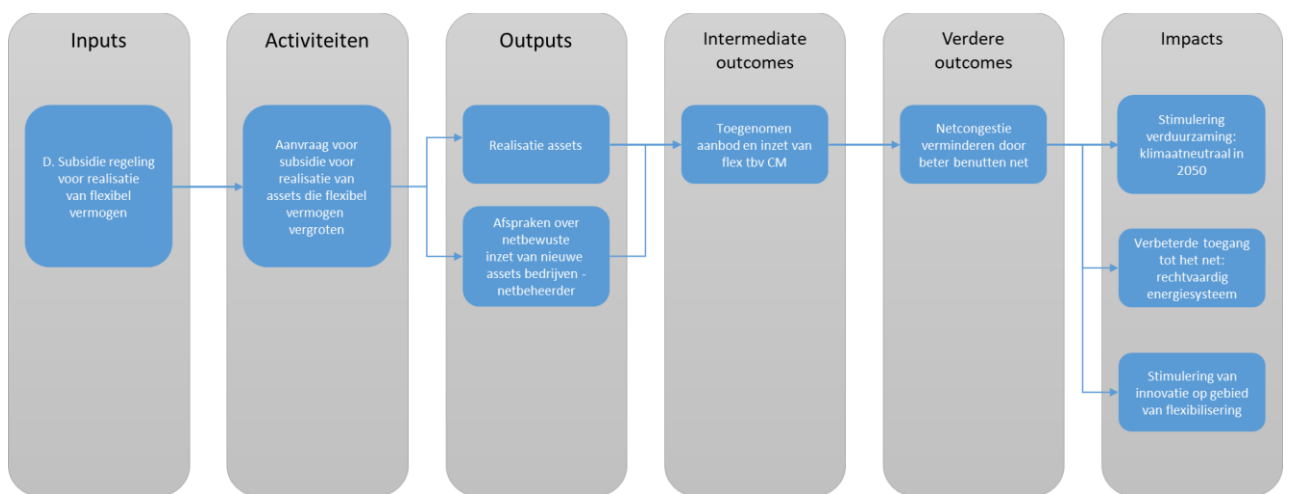 Inputs
D. Subsidie regeling
voor realisatie
van flexibel
vermogen
Activiteiten
Aanvraag voor
subsidie voor
realisatie van
assets die flexibel
vermogen
vergroten
Outputs
Realisatie assets
Afspraken over
netbewuste
inzet van nieuwe
assets bedrijven -
netbeheerder
Intermediate
outcomes
Toegenomen
aanbod en inzet van
flex tbv CM
Verdere
outcomes
Netcongestie
verminderen door
beter benutten net
Impacts
Stimulering
verduurzaming:
klimaatneutraal in
2050
Verbeterde toegang
tot het net:
rechtvaardig
energiesysteem
Stimulering van
innovatie op gebied
van flexibilisering